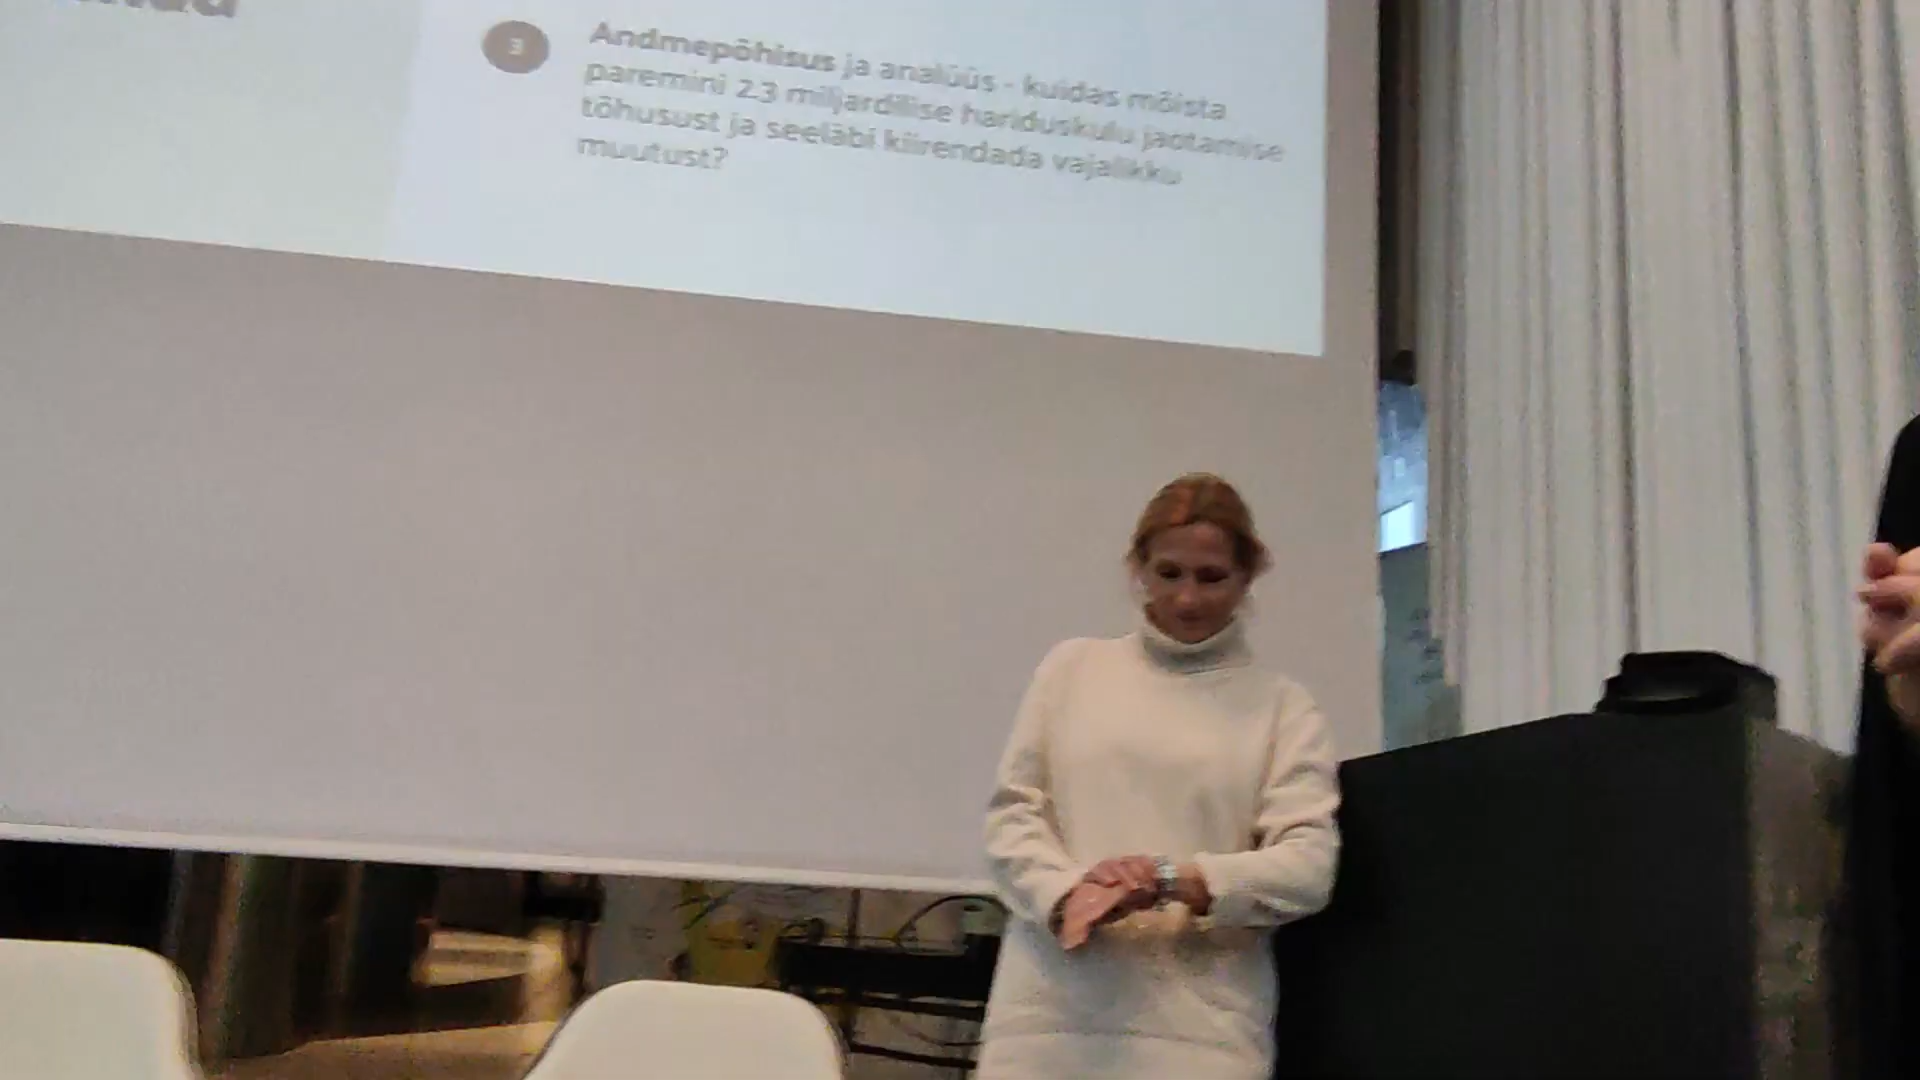 3
Andmepõhisus ja analüüs - kuidas mõista
paremini 2.3 miljardilise hariduskulu jaotamise
tõhusust ja seeläbi kiirendada vajalikku
muutust?